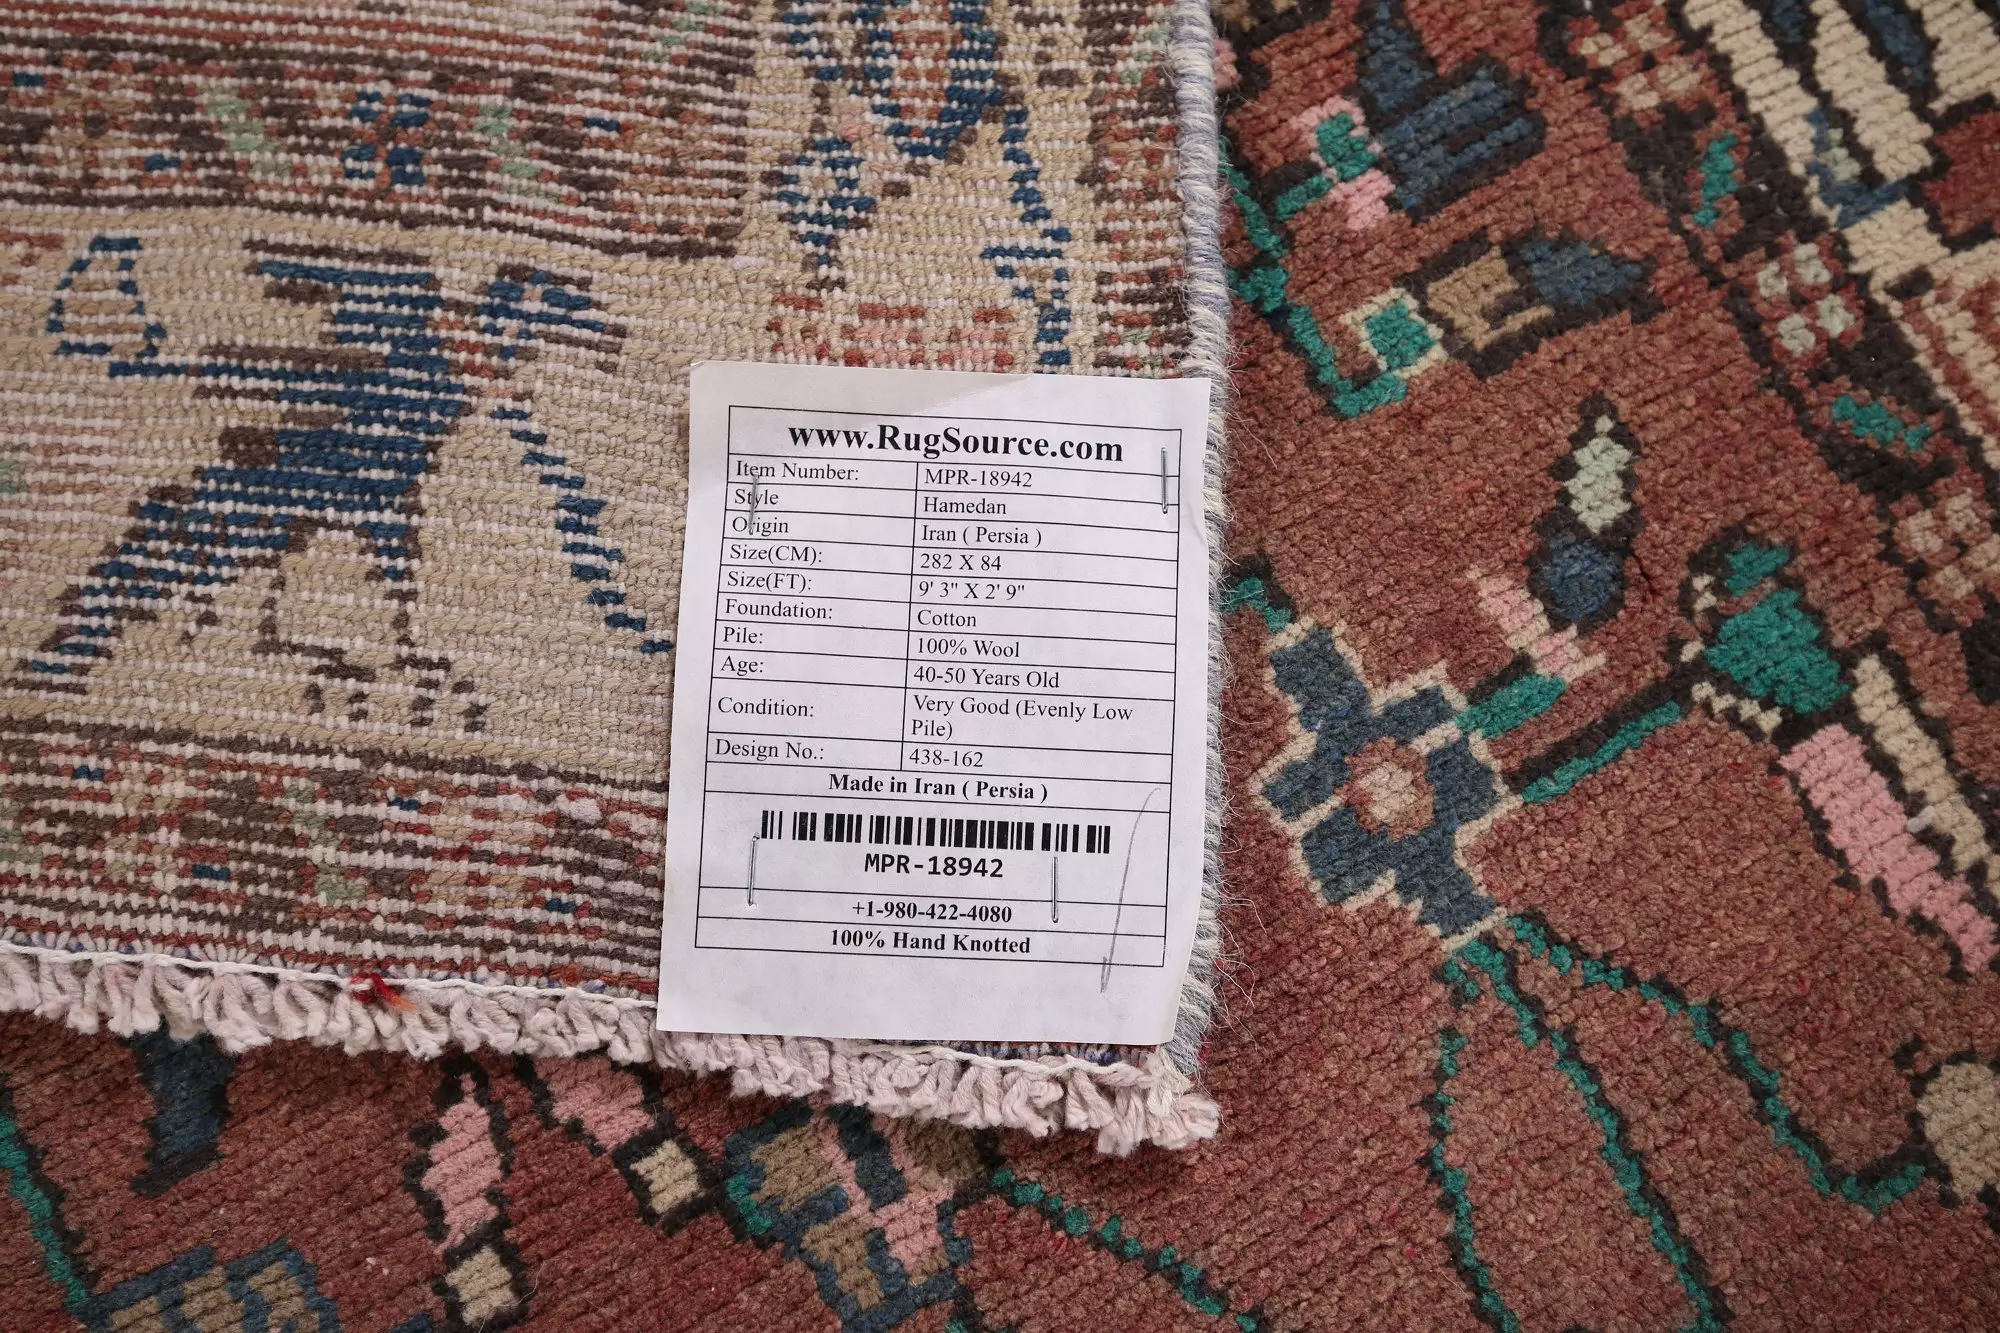 www.RugSource.com
Item Number: MPR-18942
Style Hamedan
Origin Iran ( Persia )
Size(CM): 282 X 84
Size(FT): 9' 3" X 2' 9"
Foundation: Cotton
Pile: 100% Wool
Age: 40-50 Years Old
Condition: Very Good (Evenly Low
Pile)
Design No.: 438-162
Made in Iran ( Persia )
MPR-18942
+1-980-422-4080
100% Hand Knotted